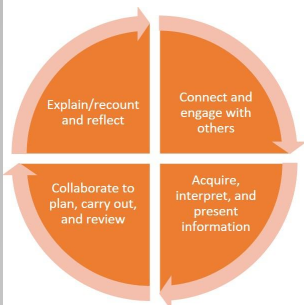 Explain/recount
and reflect
Connect and
engage with
others
Collaborate to
plan, carry out,
and review
Acquire,
interpret, and
present
information